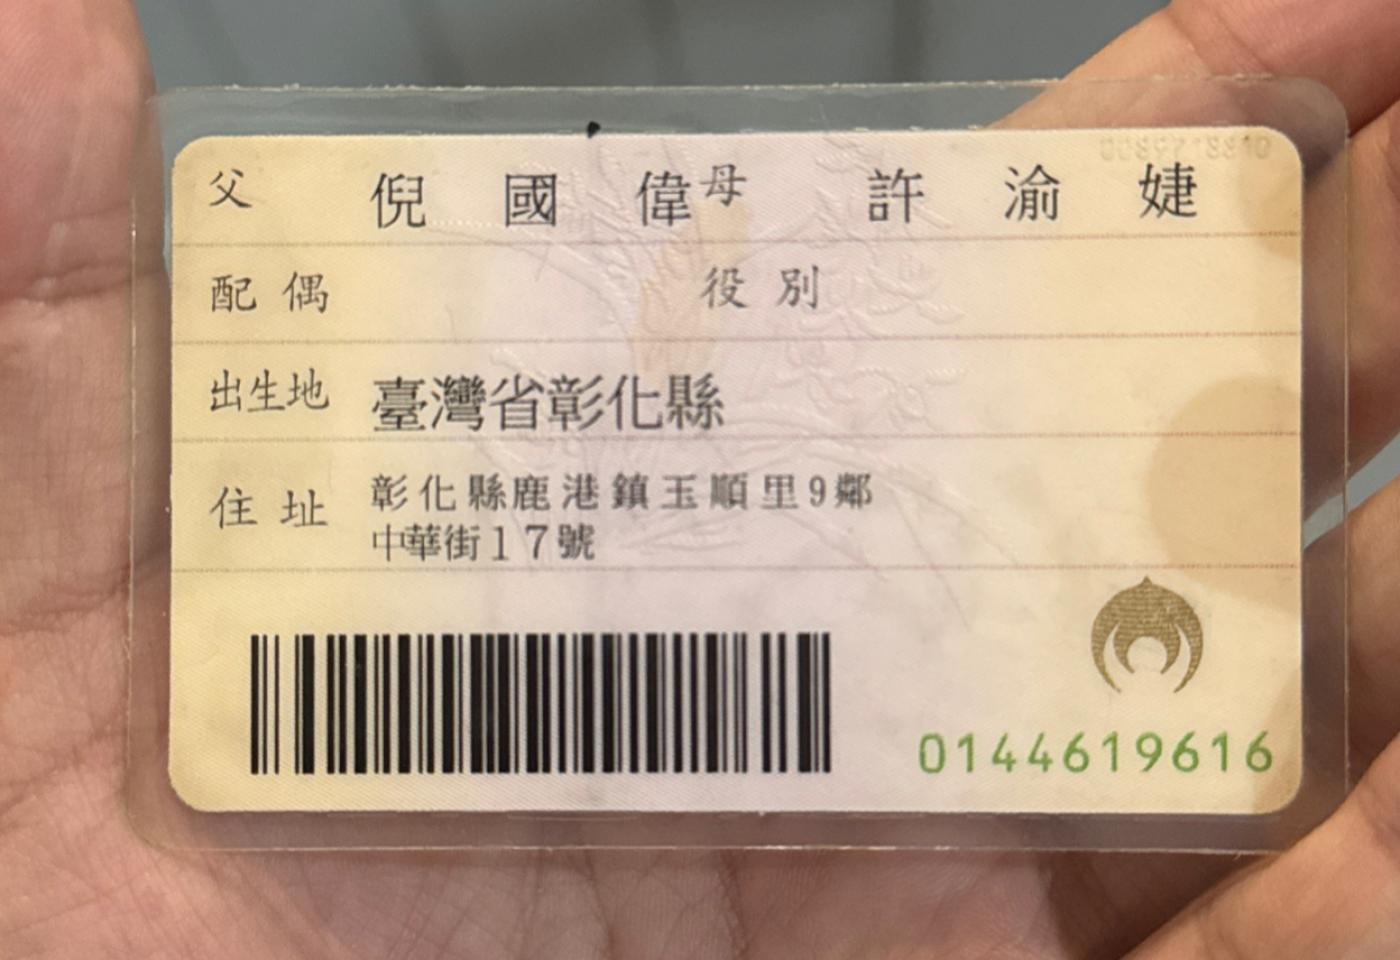 父 倪國偉 母 許渝婕
配偶 役別
出生地 臺灣省彰化縣
住址 彰化縣鹿港鎮玉順里9鄰
中華街17號
0144619616